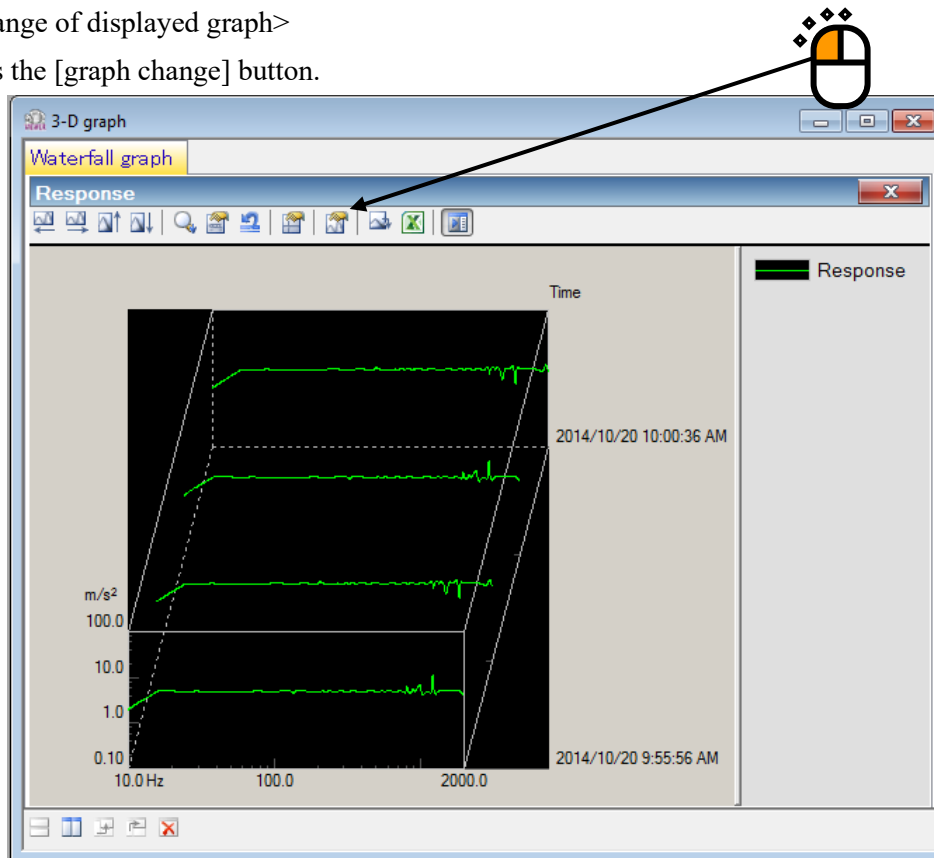 ange of displayed graph>
s the [graph change] button.
3-D graph
Waterfall graph
Response
Response
Time
2014/10/20 10:00:36 AM
m/s²
100.0
10.0
1.0
0.10
2014/10/20 9:55:56 AM
10.0 Hz 100.0 2000.0